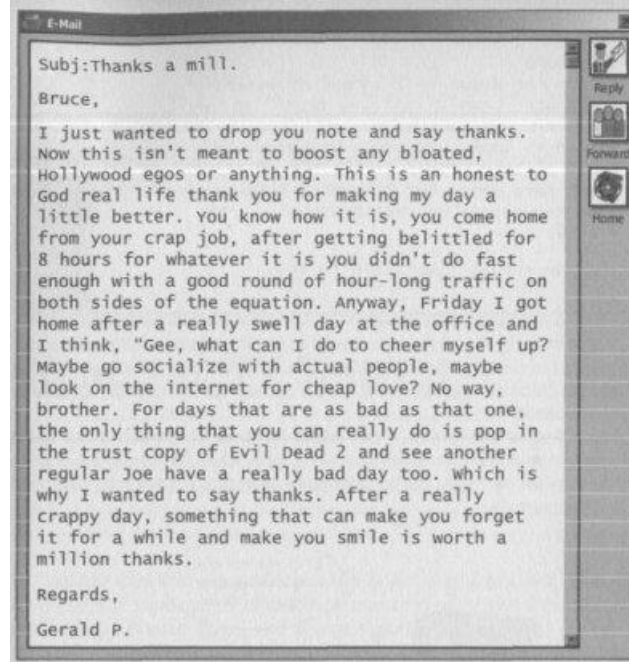 E-Mail
Subj:Thanks a mill.
Bruce,
I just wanted to drop you note and say thanks.
Now this isn't meant to boost any bloated,
Hollywood egos or anything. This is an honest to
God real life thank you for making my day a
little better. You know how it is, you come home
from your crap job, after getting belittled for
8 hours for whatever it is you didn't do fast
enough with a good round of hour-long traffic on
both sides of the equation. Anyway, Friday I got
home after a really swell day at the office and
I think, "Gee, what can I do to cheer myself up?
Maybe go socialize with actual people, maybe
look on the internet for cheap love? No way,
brother. For days that are as bad as that one,
the only thing that you can really do is pop in
the trust copy of Evil Dead 2 and see another
regular Joe have a really bad day too. Which is
why I wanted to say thanks. After a really
crappy day, something that can make you forget
it for a while and make you smile is worth a
million thanks.
Regards,
Gerald P.
Reply
Forward
Home